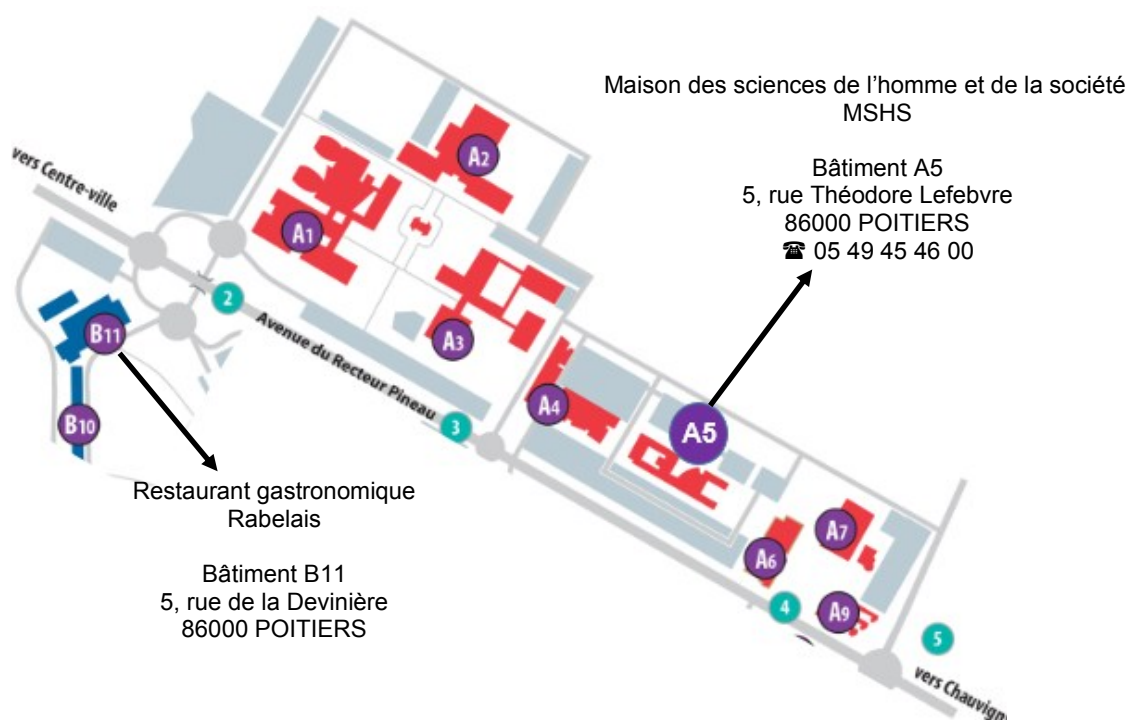 Maison des sciences de l'homme et de la société
MSHS
Bâtiment A5
5, rue Théodore Lefebvre
86000 POITIERS
☎ 05 49 45 46 00
vers Centre-ville
A2
A1
B11
2
Avenue du Recteur Pineau
A3
B10
3
A4
A5
Restaurant gastronomique
Rabelais
Bâtiment B11
5, rue de la Devinière
86000 POITIERS
A7
A6
4
A9
5
vers Chauvign